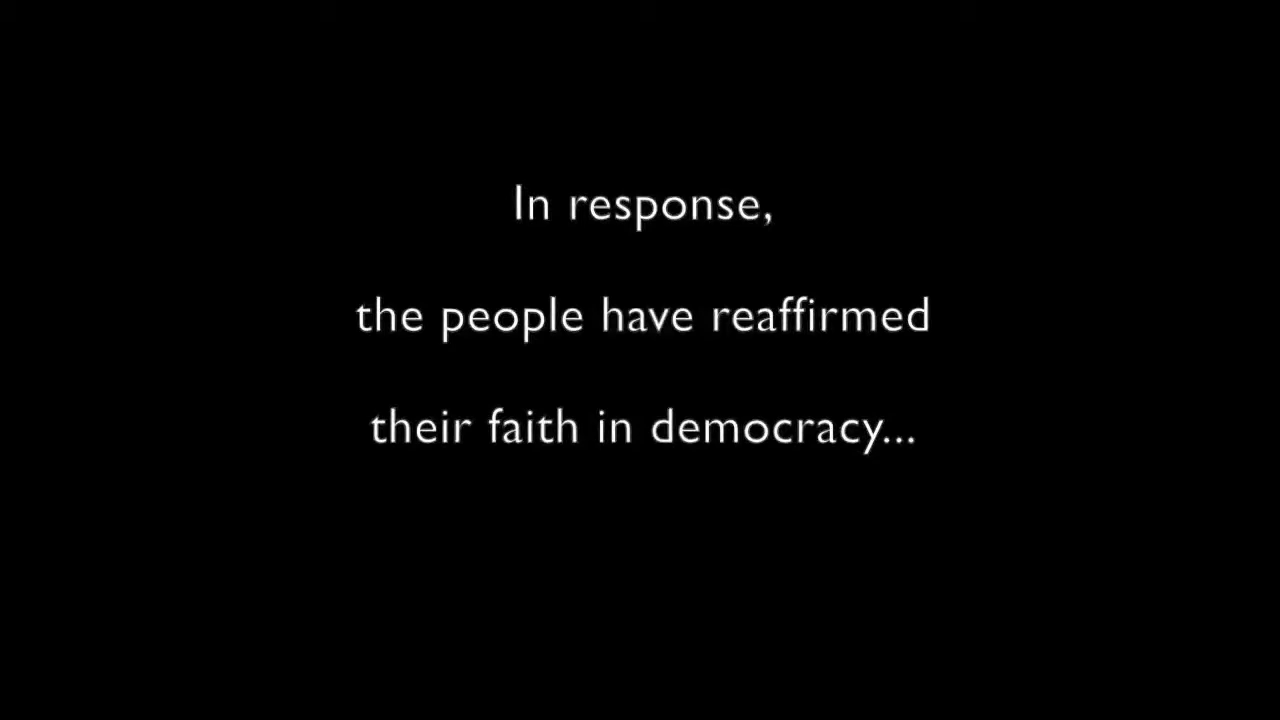 In response,
the people have reaffirmed
their faith in democracy...